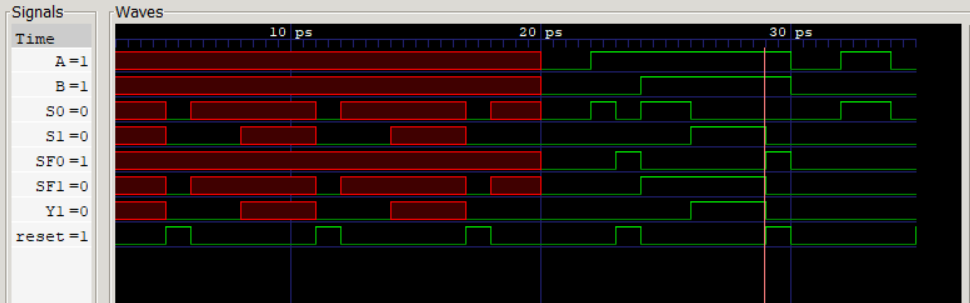 Signals
Waves
Time
10 ps
20 ps
30 ps
A=1
B=1
S0=0
S1=0
SF0=1
SF1=0
Y1=0
reset=1